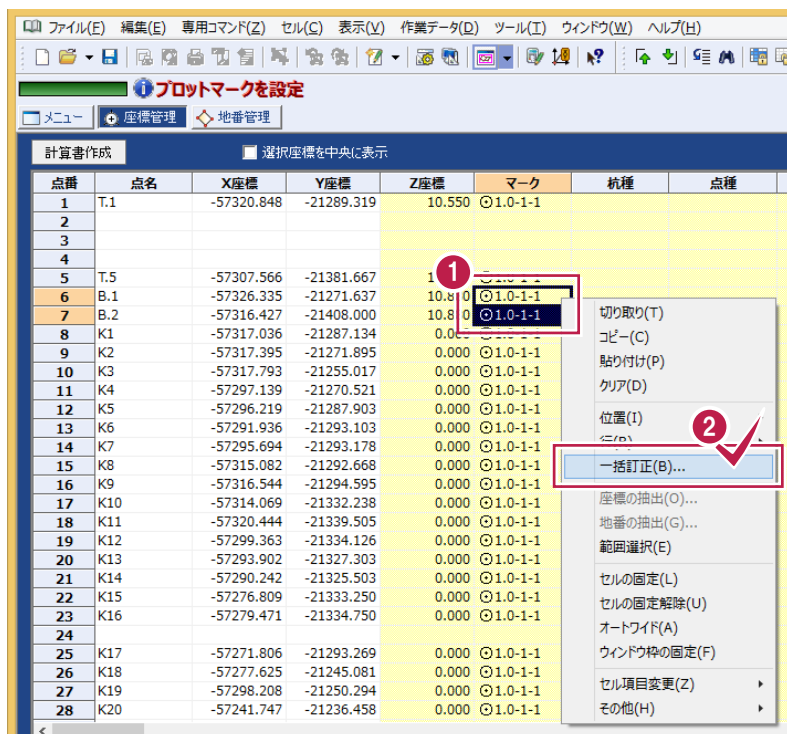 ファイル(F) 編集(E) 専用コマンド(Z) セル(C) 表示(V) 作業データ(D) ツール(T) ウィンドウ(W) ヘルプ(H)
プロットマークを設定
メニュー 座標管理 地番管理
計算書作成 選択座標を中央に表示
点番 点名 X座標 Y座標 Z座標 マーク 杭種 点種
1 T.1 -57320.848 -21289.319 10.550 ⊙1.0-1-1
2
3
4
5 T.5 -57307.566 -21381.667
1
6 B.1 -57326.335 -21271.637 ⊙1.0-1-1
7 B.2 -57316.427 -21408.000 ⊙1.0-1-1
8 K1 -57317.036 -21287.134 0.000 ⊙1.0-1-1
9 K2 -57317.395 -21271.895 0.000 ⊙1.0-1-1
10 K3 -57317.793 -21255.017 0.000 ⊙1.0-1-1
11 K4 -57297.139 -21270.521 0.000 ⊙1.0-1-1
12 K5 -57296.219 -21287.903 0.000 ⊙1.0-1-1
13 K6 -57291.936 -21293.103 0.000 ⊙1.0-1-1
14 K7 -57295.694 -21293.178 0.000 ⊙1.0-1-1
15 K8 -57315.082 -21292.668 0.000 ⊙1.0-1-1
16 K9 -57316.544 -21294.595 0.000 ⊙1.0-1-1
17 K10 -57314.069 -21332.238 0.000 ⊙1.0-1-1
18 K11 -57320.444 -21339.505 0.000 ⊙1.0-1-1
19 K12 -57299.363 -21334.126 0.000 ⊙1.0-1-1
20 K13 -57293.902 -21327.303 0.000 ⊙1.0-1-1
21 K14 -57290.242 -21325.503 0.000 ⊙1.0-1-1
22 K15 -57276.809 -21333.250 0.000 ⊙1.0-1-1
23 K16 -57279.471 -21334.750 0.000 ⊙1.0-1-1
24
25 K17 -57271.806 -21293.269 0.000 ⊙1.0-1-1
26 K18 -57277.625 -21245.081 0.000 ⊙1.0-1-1
27 K19 -57298.208 -21250.294 0.000 ⊙1.0-1-1
28 K20 -57241.747 -21236.458 0.000 ⊙1.0-1-1
切り取り(T)
コピー(C)
貼り付け(P)
クリア(D)
位置(I)
2
行(R)
一括訂正(B)...
座標の抽出(O)...
地番の抽出(G)...
範囲選択(E)
セルの固定(L)
セルの固定解除(U)
オートワイド(A)
ウィンドウ枠の固定(F)
セル項目変更(Z)
その他(H)